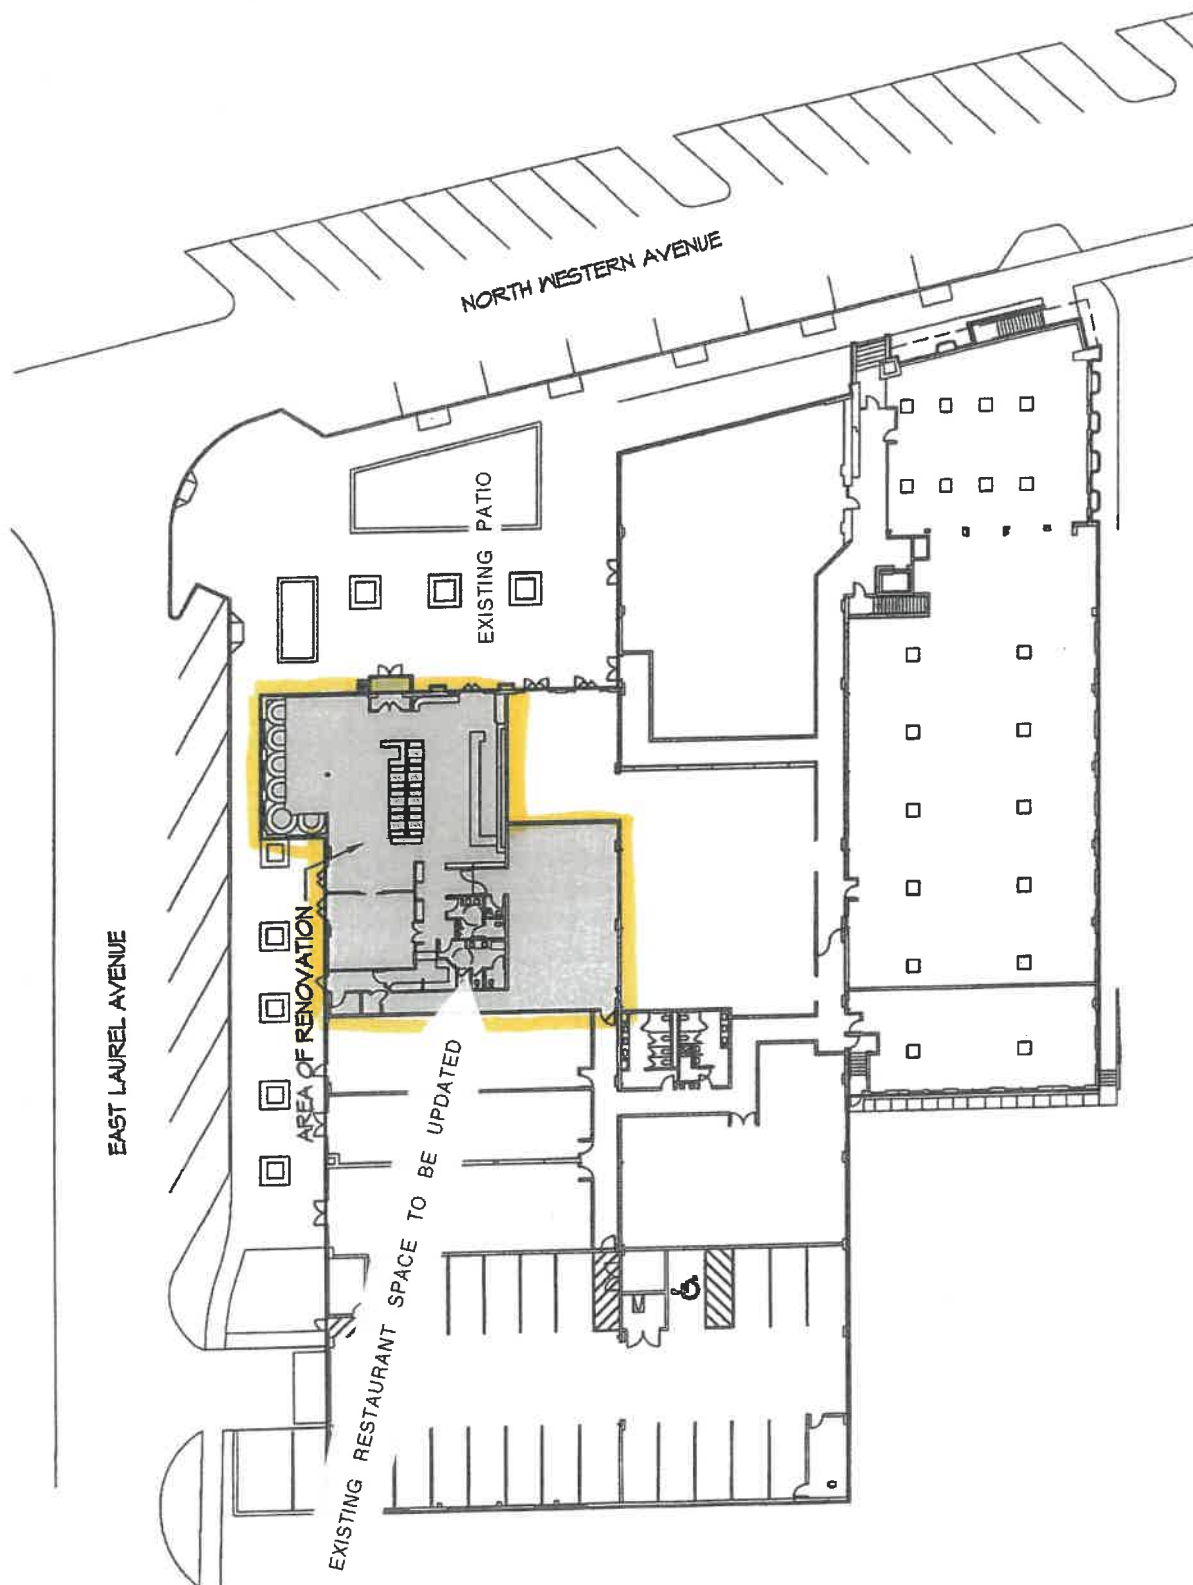 NORTH WESTERN AVENUE
EXISTING PATIO
EAST LAUREL AVENUE
AREA OF RENOVATION
EXISTING RESTAURANT SPACE TO BE UPDATED